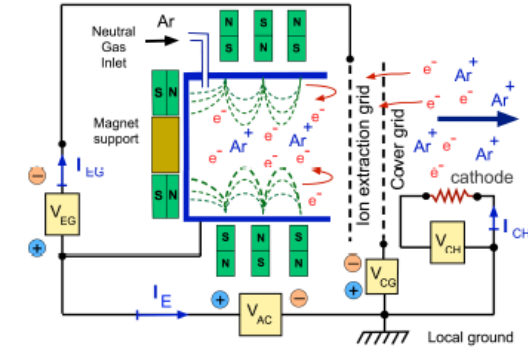 Ar
Neutral
Gas
Inlet
N N N
S S S
S N
Magnet
support
S N
e⁻ e⁻
Ar⁺ Ar⁺
e⁻ e⁻
e⁻
Ion extraction grid
Cover grid
e⁻ Ar⁺
e⁻
Ar⁺
Ar⁺
e⁻
e⁻
Ar⁺ Ar⁺
cathode
I EG
V EG
S S S
N N N
I E
V AC
V CG
V CH
I CH
Local ground